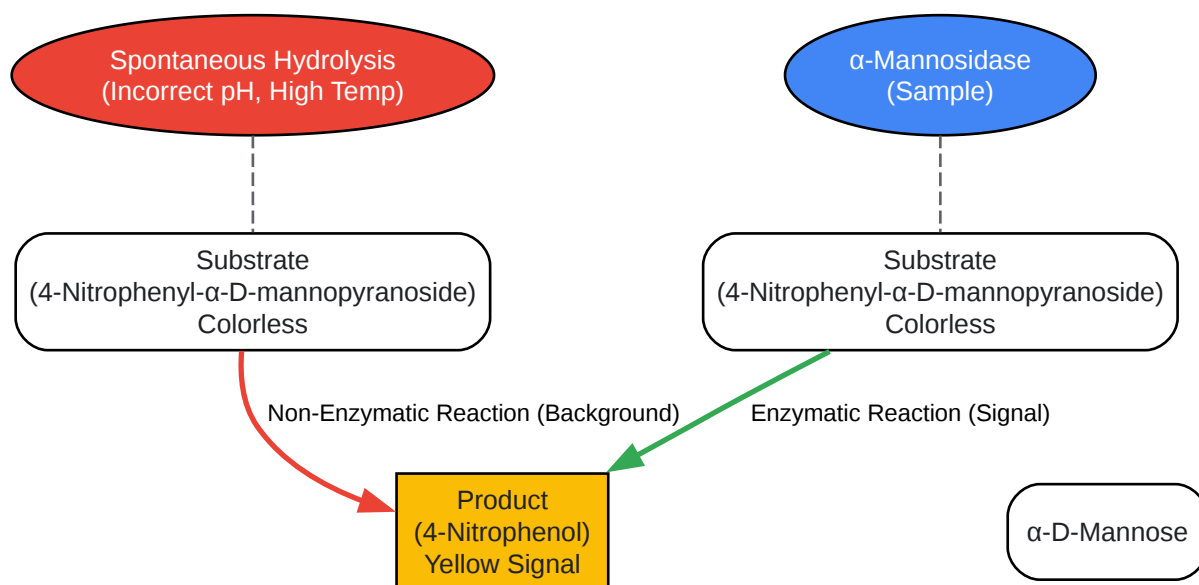 Spontaneous Hydrolysis
(Incorrect pH, High Temp)
α-Mannosidase
(Sample)
Substrate
(4-Nitrophenyl-α-D-mannopyranoside)
Colorless
Substrate
(4-Nitrophenyl-α-D-mannopyranoside)
Colorless
Non-Enzymatic Reaction (Background)
Enzymatic Reaction (Signal)
Product
(4-Nitrophenol)
Yellow Signal
α-D-Mannose